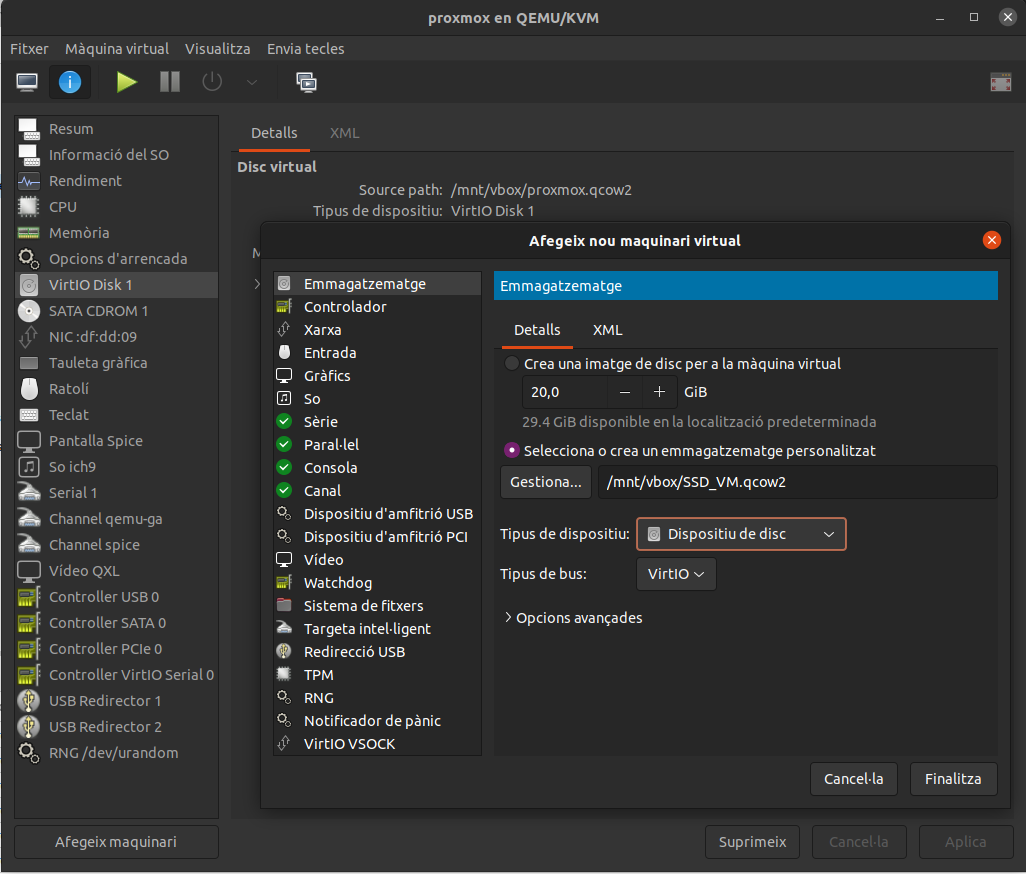 proxmox en QEMU/KVM
Fitxer Màquina virtual Visualitza Envia tecles
Resum
Informació del SO
Rendiment
CPU
Memòria
Opcions d'arrencada
VirtIO Disk 1
SATA CDROM 1
NIC :df:dd:09
Tauleta gràfica
Ratolí
Teclat
Pantalla Spice
So ich9
Serial 1
Channel qemu-ga
Channel spice
Vídeo QXL
Controller USB 0
Controller SATA 0
Controller PCIe 0
Controller VirtIO Serial 0
USB Redirector 1
USB Redirector 2
RNG /dev/urandom
Afegeix maquinari
Detalls XML
Disc virtual
Source path: /mnt/vbox/proxmox.qcow2
Tipus de dispositiu: VirtIO Disk 1
Afegeix nou maquinari virtual
Emmagatzematge
Controlador
Xarxa
Entrada
Gràfics
So
Sèrie
Paral·lel
Consola
Canal
Dispositiu d'amfitrió USB
Dispositiu d'amfitrió PCI
Vídeo
Watchdog
Sistema de fitxers
Targeta intel·ligent
Redirecció USB
TPM
RNG
Notificador de pànic
VirtIO VSOCK
Emmagatzematge
Detalls XML
Crea una imatge de disc per a la màquina virtual
20,0 − + GiB
29.4 GiB disponible en la localització predeterminada
Selecciona o crea un emmagatzematge personalitzat
Gestiona... /mnt/vbox/SSD_VM.qcow2
Tipus de dispositiu: Dispositiu de disc
Tipus de bus: VirtIO
Opcions avançades
Cancel·la Finalitza
Suprimeix Cancel·la Aplica